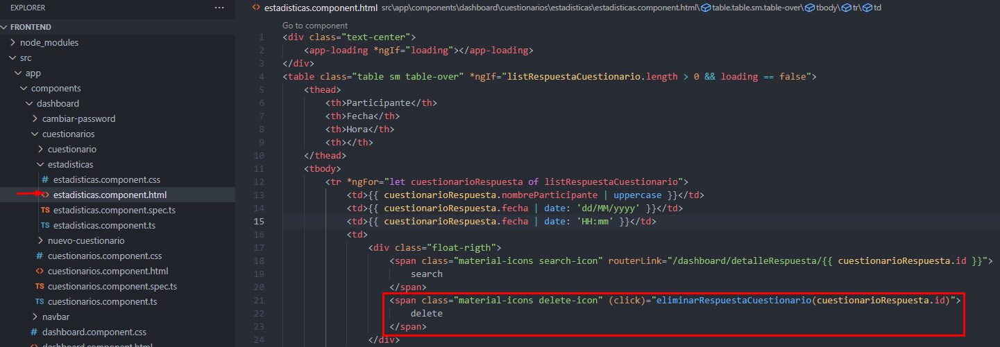 EXPLORER ···
FRONTEND
node_modules
src
app
components
dashboard
cambiar-password
cuestionarios
cuestionario
estadisticas
# estadisticas.component.css
<> estadisticas.component.html
TS estadisticas.component.spec.ts
TS estadisticas.component.ts
nuevo-cuestionario
# cuestionarios.component.css
<> cuestionarios.component.html
TS cuestionarios.component.spec.ts
TS cuestionarios.component.ts
navbar
# dashboard.component.css
<> dashboard.component.html
<> estadisticas.component.html src\app\components\dashboard\cuestionarios\estadisticas\estadisticas.component.html\table.table.sm.table-over\tbody\tr\td
Go to component
1 <div class="text-center">
2 <app-loading *ngIf="loading"></app-loading>
3 </div>
4 <table class="table sm table-over" *ngIf="listRespuestaCuestionario.length > 0 && loading == false">
5 <thead>
6 <th>Participante</th>
7 <th>Fecha</th>
8 <th>Hora</th>
9 <th></th>
10 </thead>
11 <tbody>
12 <tr *ngFor="let cuestionarioRespuesta of listRespuestaCuestionario">
13 <td>{{ cuestionarioRespuesta.nombreParticipante | uppercase }}</td>
14 <td>{{ cuestionarioRespuesta.fecha | date: 'dd/MM/yyyy' }}</td>
15 <td>{{ cuestionarioRespuesta.fecha | date: 'HH:mm' }}</td>
16 <td>
17 <div class="float-rigth">
18 <span class="material-icons search-icon" routerLink="/dashboard/detalleRespuesta/{{ cuestionarioRespuesta.id }}">
19 search
20 </span>
21 <span class="material-icons delete-icon" (click)="eliminarRespuestaCuestionario(cuestionarioRespuesta.id)">
22 delete
23 </span>
24 </div>